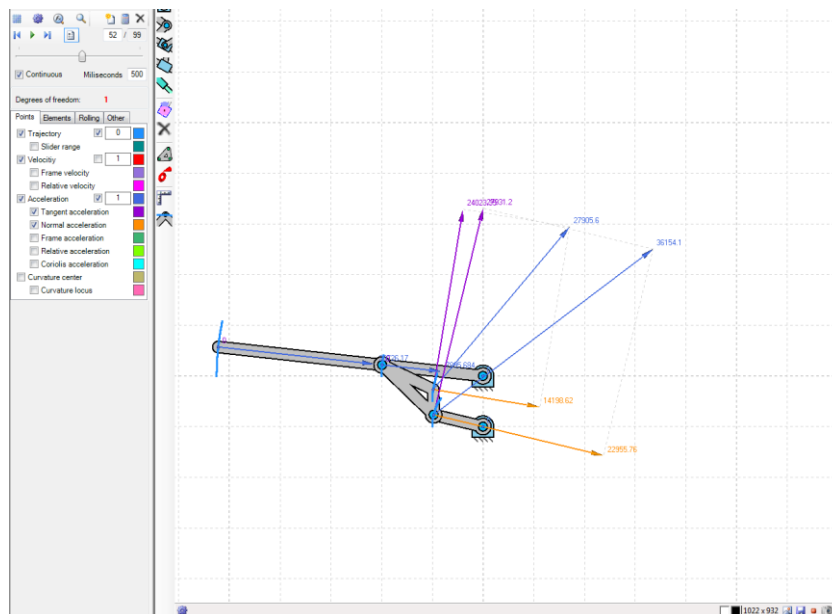 52 / 99
Continuous Miliseconds 500
Degrees of freedom: 1
Points Elements Rolling Other
Trajectory 0
Slider range
Velocitiy 1
Frame velocity
Relative velocity
Acceleration 1
Tangent acceleration
Normal acceleration
Frame acceleration
Relative acceleration
Coriolis acceleration
Curvature center
Curvature locus
27905.6
36154.1
14198.62
22955.76
1022 x 932